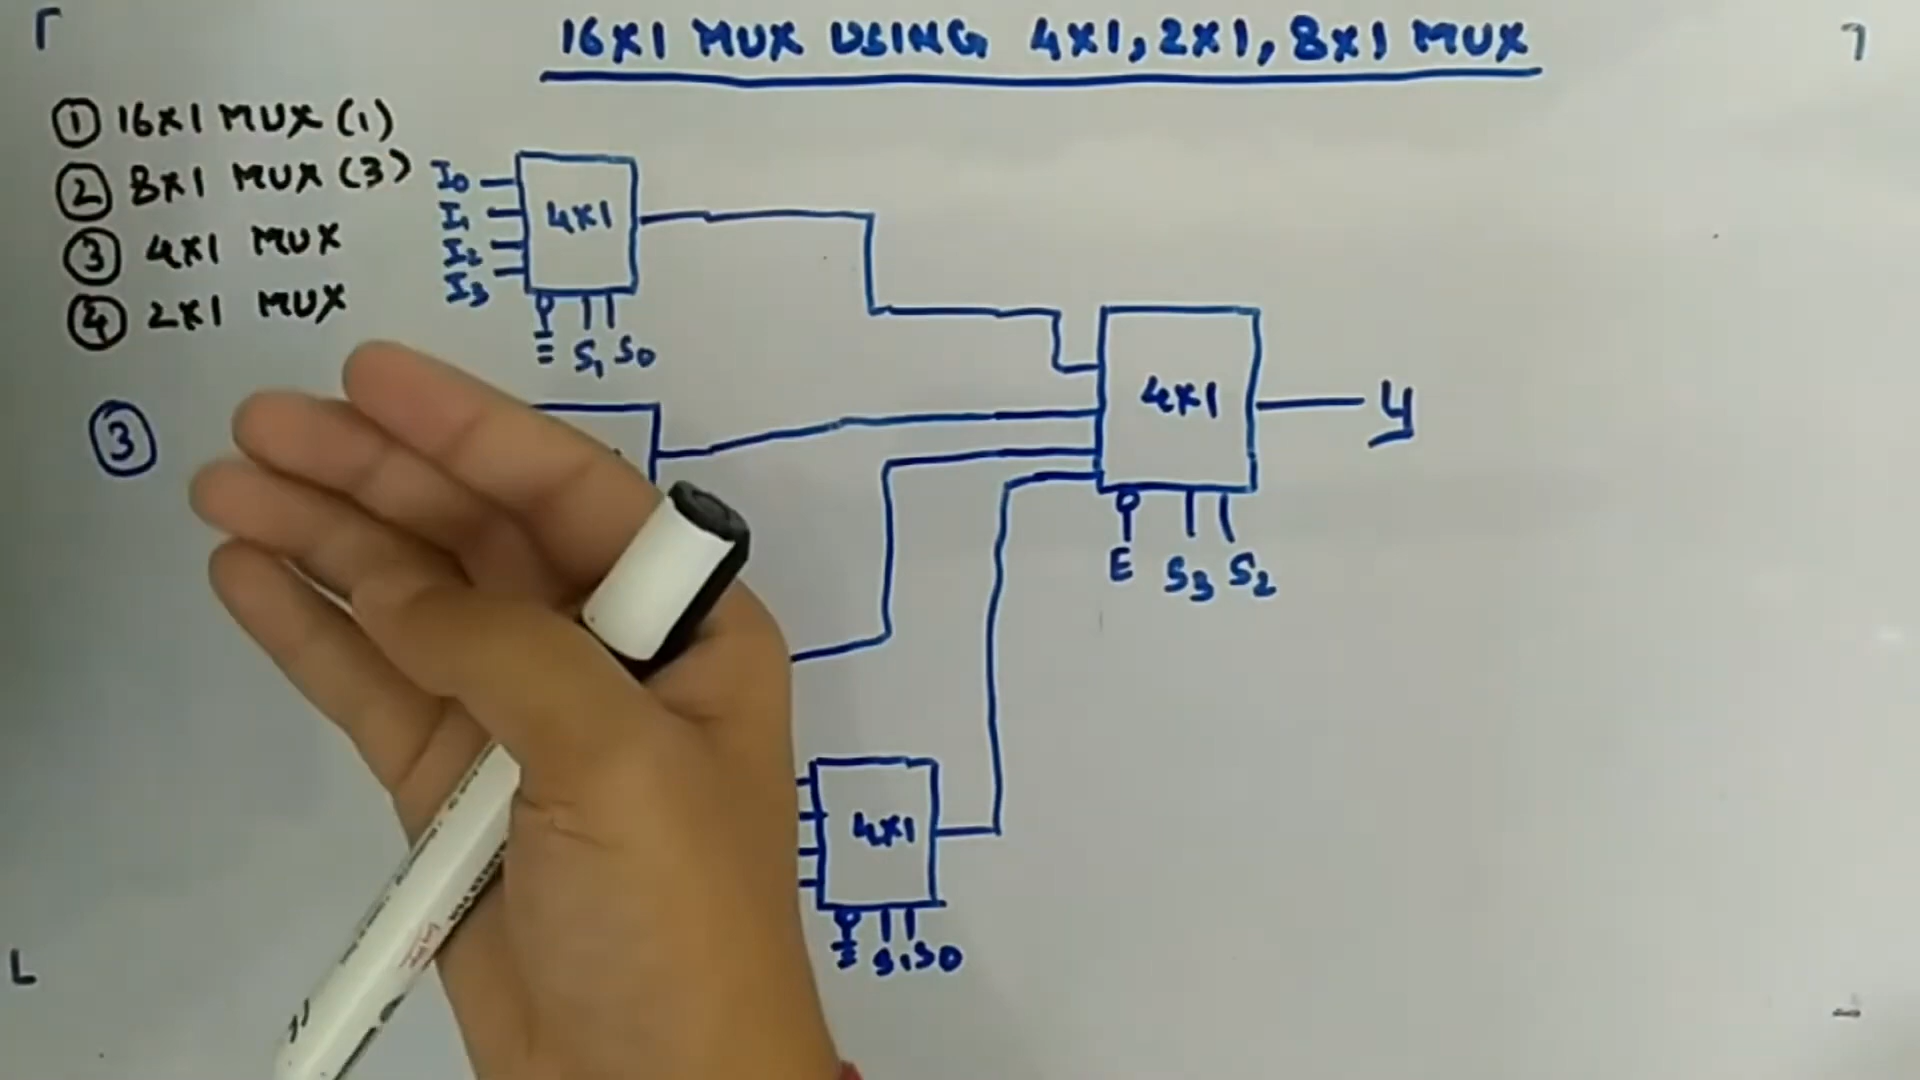 16X1 MUX USING 4X1, 2X1, 8X1 MUX
① 16X1 MUX (1)
② 8X1 MUX (3)
③ 4X1 MUX
④ 2X1 MUX
I0
I1
I2
I3
4X1
S1 S0
③
4X1
y
E S3 S2
4X1
S1 S0